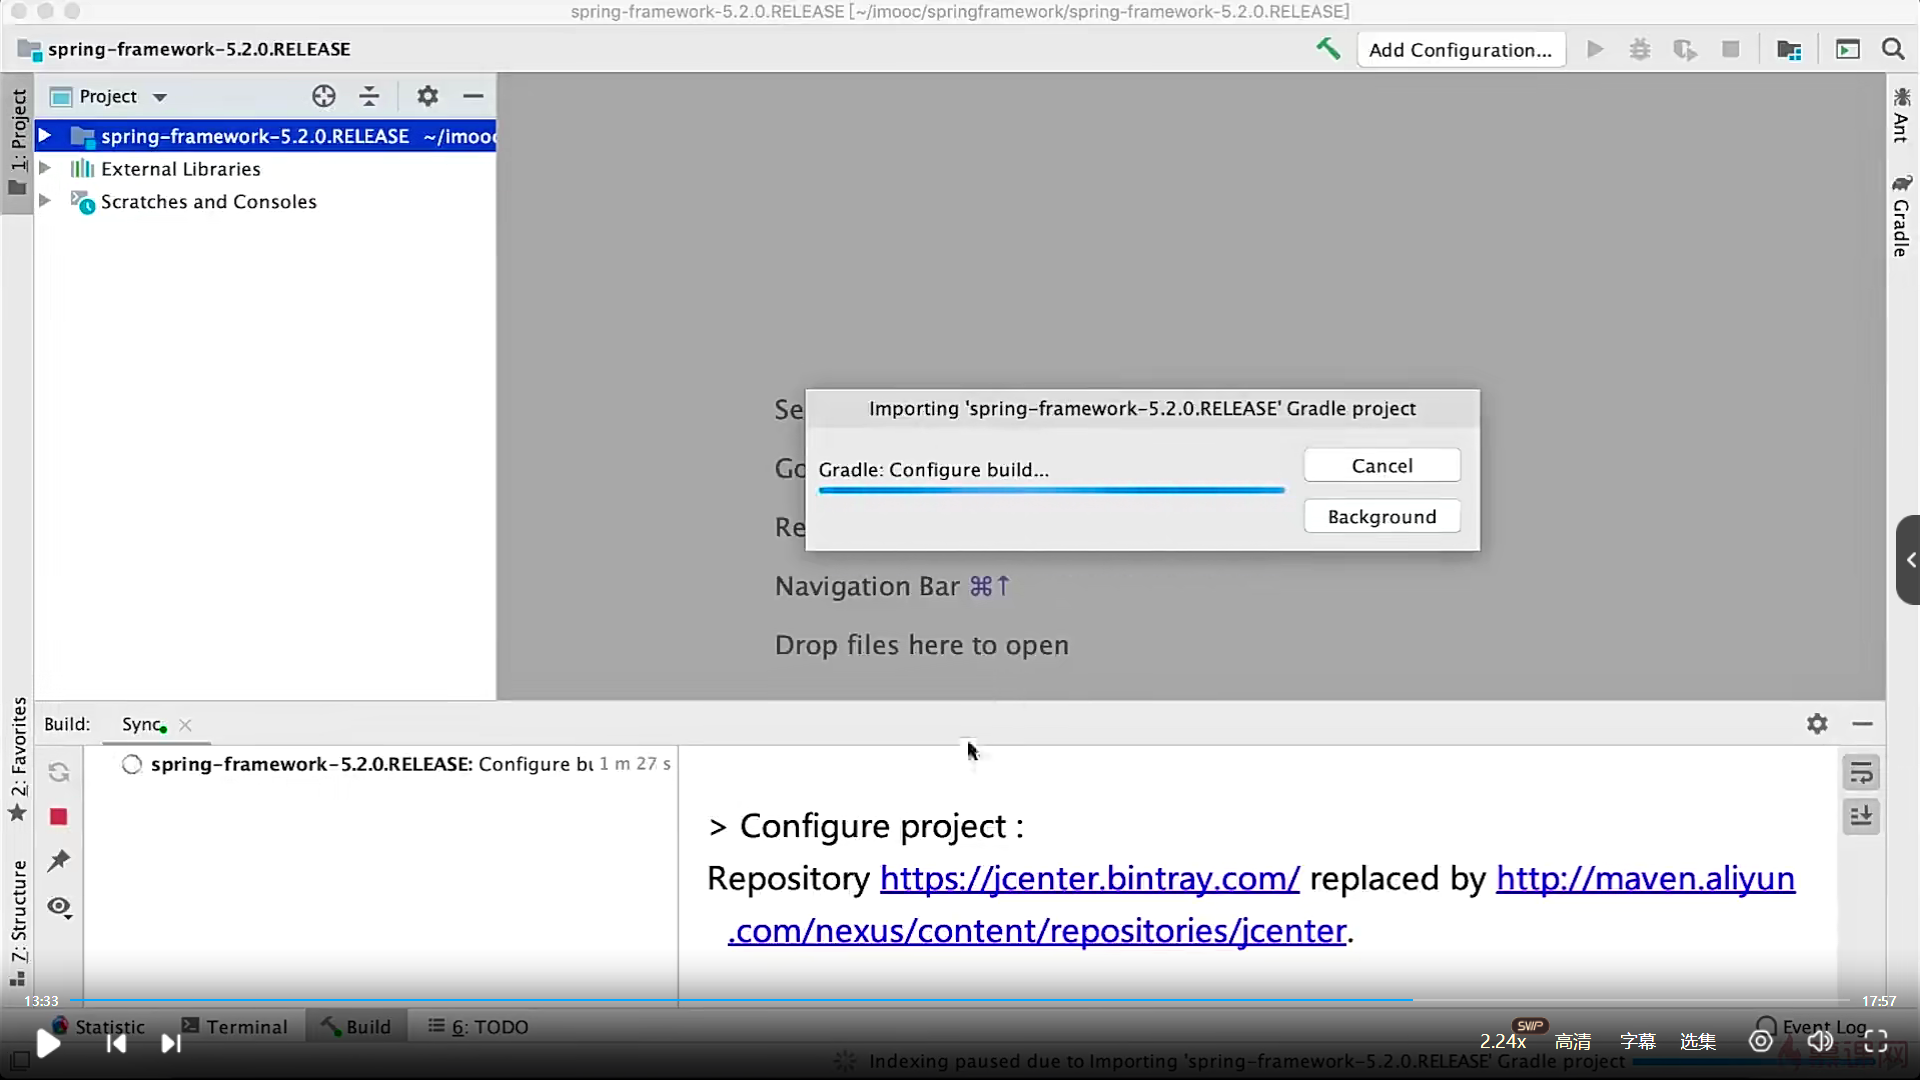 spring-framework-5.2.0.RELEASE [~/imooc/springframework/spring-framework-5.2.0.RELEASE]
spring-framework-5.2.0.RELEASE
Add Configuration...
1: Project
Project
spring-framework-5.2.0.RELEASE ~/imooc
External Libraries
Scratches and Consoles
Ant
Gradle
Se
Importing 'spring-framework-5.2.0.RELEASE' Gradle project
Go
Gradle: Configure build...
Cancel
Re
Background
Navigation Bar ⌘↑
Drop files here to open
2: Favorites
7: Structure
Build:
Sync
spring-framework-5.2.0.RELEASE: Configure bu 1 m 27 s
> Configure project :
Repository https://jcenter.bintray.com/ replaced by http://maven.aliyun
.com/nexus/content/repositories/jcenter.
13:33
17:57
Statistic
Terminal
Build
6: TODO
Event Log
2.24x
SVIP
高清
字幕
选集
Indexing paused due to Importing 'spring-framework-5.2.0.RELEASE' Gradle project